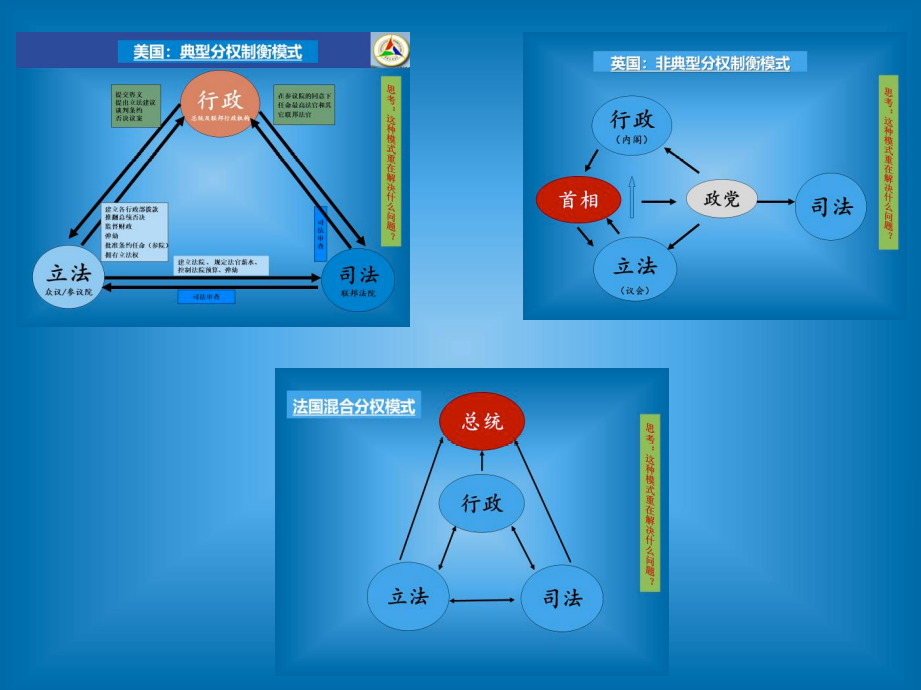 美国：典型分权制衡模式
行政
总统及联邦行政机构
提交咨文
提出立法建议
谈判条约
否决议案
在参议院的同意下
任命最高法官和其
它联邦法官
思考：这种模式重在解决什么问题？
建立各行政部拨款
推翻总统否决
监督财政
弹劾
批准条约任命（参院）
拥有立法权
司法审查
立法
众议/参议院
建立法院、规定法官薪水、
控制法院预算、弹劾
司法审查
司法
联邦法院
英国：非典型分权制衡模式
行政
（内阁）
首相
政党
司法
立法
（议会）
思考：这种模式重在解决什么问题？
法国混合分权模式
总统
行政
立法
司法
思考：这种模式重在解决什么问题？